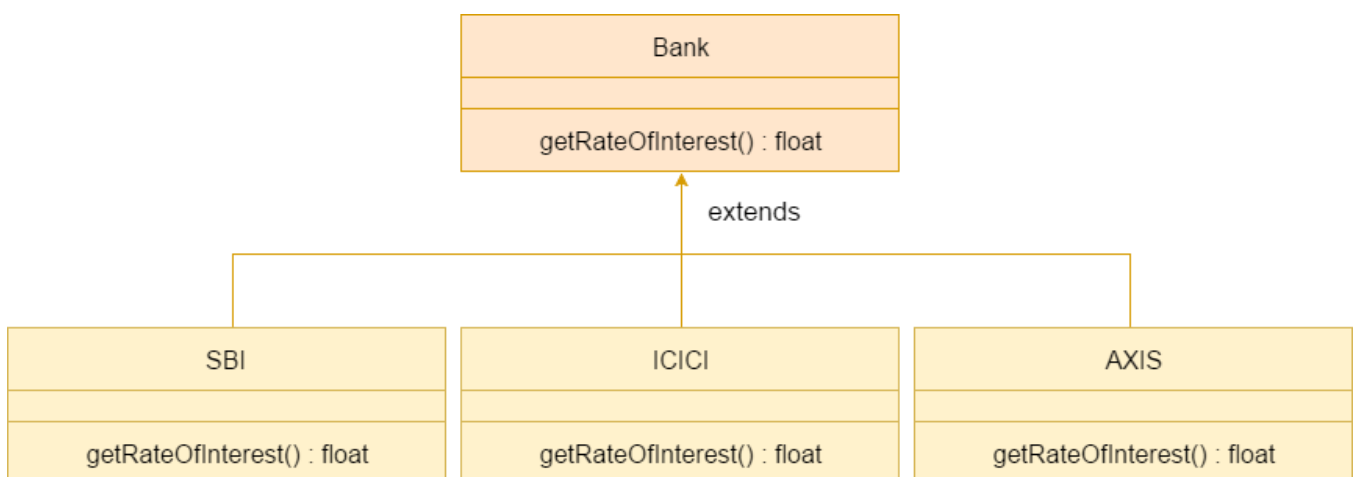 Bank
getRateOfInterest() : float
extends
SBI
ICICI
AXIS
getRateOfInterest() : float
getRateOfInterest() : float
getRateOfInterest() : float